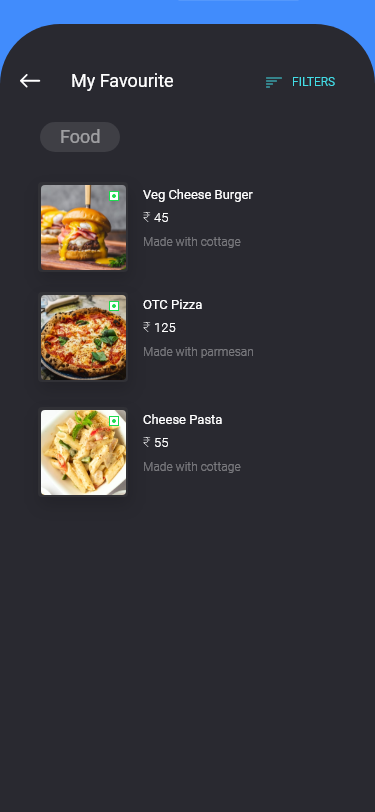 My Favourite
FILTERS
Food
Veg Cheese Burger
₹ 45
Made with cottage
OTC Pizza
₹ 125
Made with parmesan
Cheese Pasta
₹ 55
Made with cottage